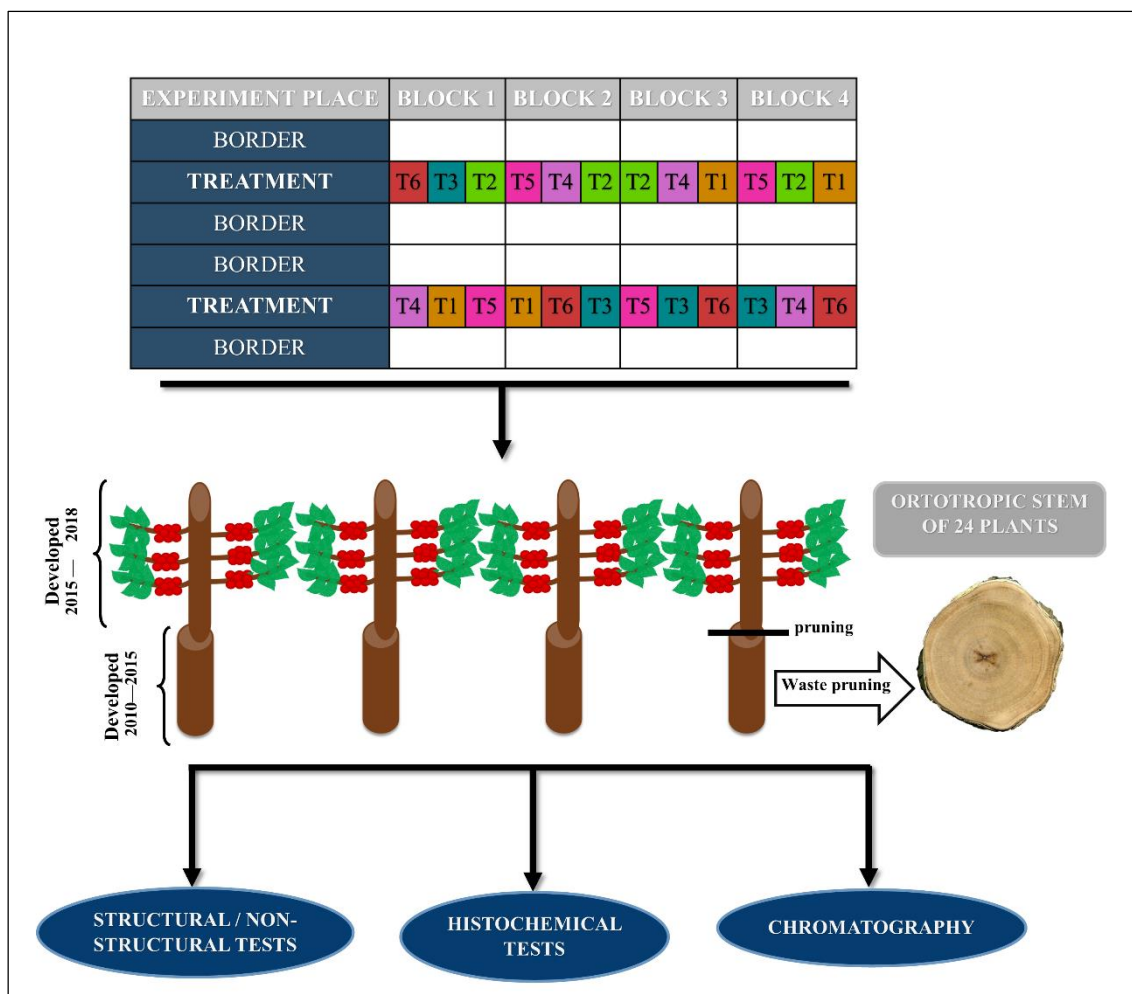 EXPERIMENT PLACE BLOCK 1 BLOCK 2 BLOCK 3 BLOCK 4
BORDER
TREATMENT T6 T3 T2 T5 T4 T2 T2 T4 T1 T5 T2 T1
BORDER
BORDER
TREATMENT T4 T1 T5 T1 T6 T3 T5 T3 T6 T3 T4 T6
BORDER
Developed
2015 — 2018
ORTOTROPIC STEM
OF 24 PLANTS
pruning
Developed
2010—2015
Waste pruning
STRUCTURAL / NON-
STRUCTURAL TESTS
HISTOCHEMICAL
TESTS
CHROMATOGRAPHY